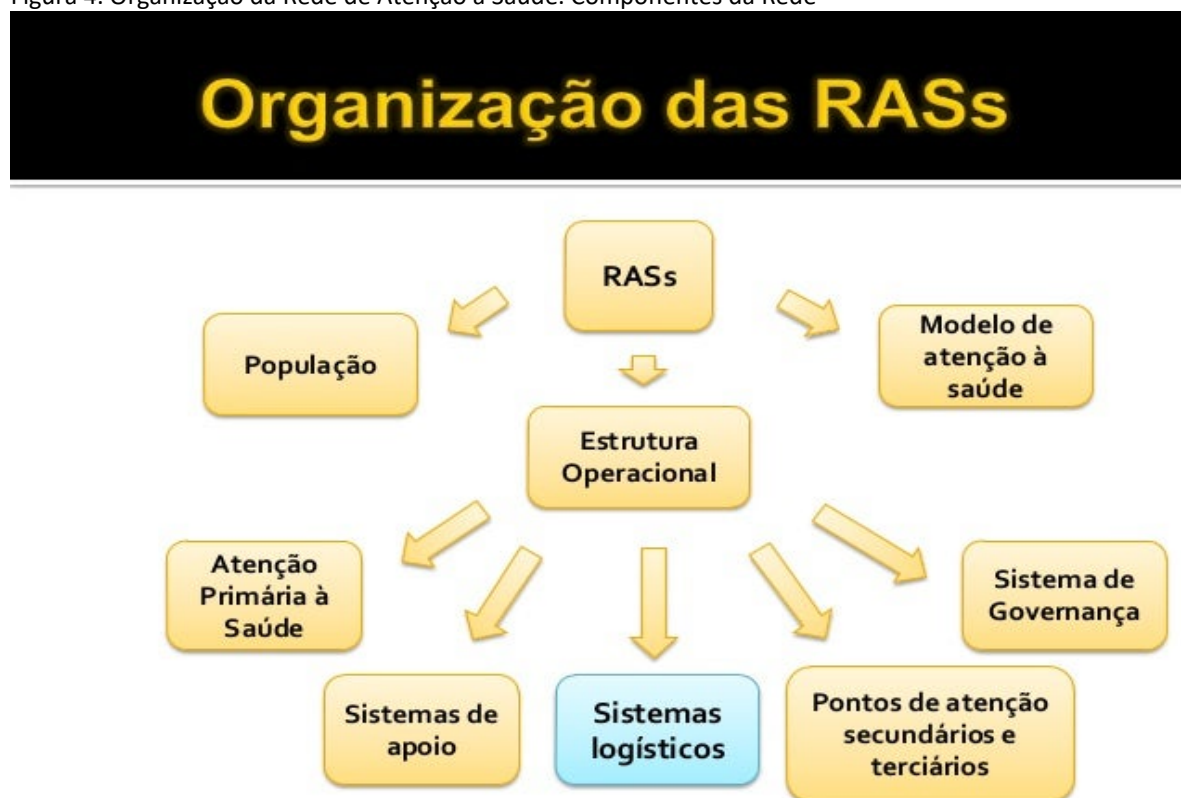 Figura 4. Organização da Rede de Atenção à Saúde: Componentes da Rede
Organização das RASs
RASs
População
Modelo de
atenção à
saúde
Estrutura
Operacional
Atenção
Primária à
Saúde
Sistema de
Governança
Sistemas de
apoio
Sistemas
logísticos
Pontos de atenção
secundários e
terciários